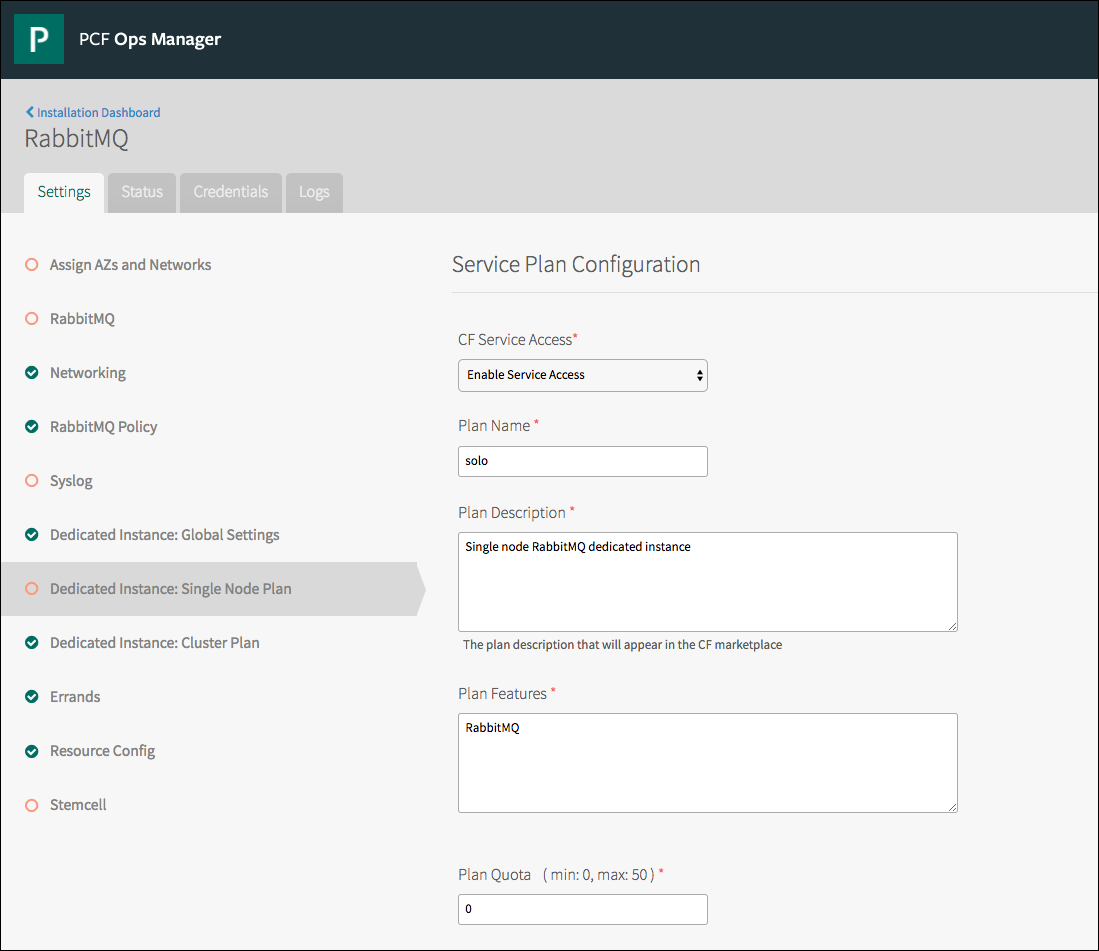 P
PCF Ops Manager
Installation Dashboard
RabbitMQ
Settings
Status
Credentials
Logs
Assign AZs and Networks
RabbitMQ
Networking
RabbitMQ Policy
Syslog
Dedicated Instance: Global Settings
Dedicated Instance: Single Node Plan
Dedicated Instance: Cluster Plan
Errands
Resource Config
Stemcell
Service Plan Configuration
CF Service Access*
Enable Service Access
Plan Name *
solo
Plan Description *
Single node RabbitMQ dedicated instance
The plan description that will appear in the CF marketplace
Plan Features *
RabbitMQ
Plan Quota ( min: 0, max: 50 ) *
0